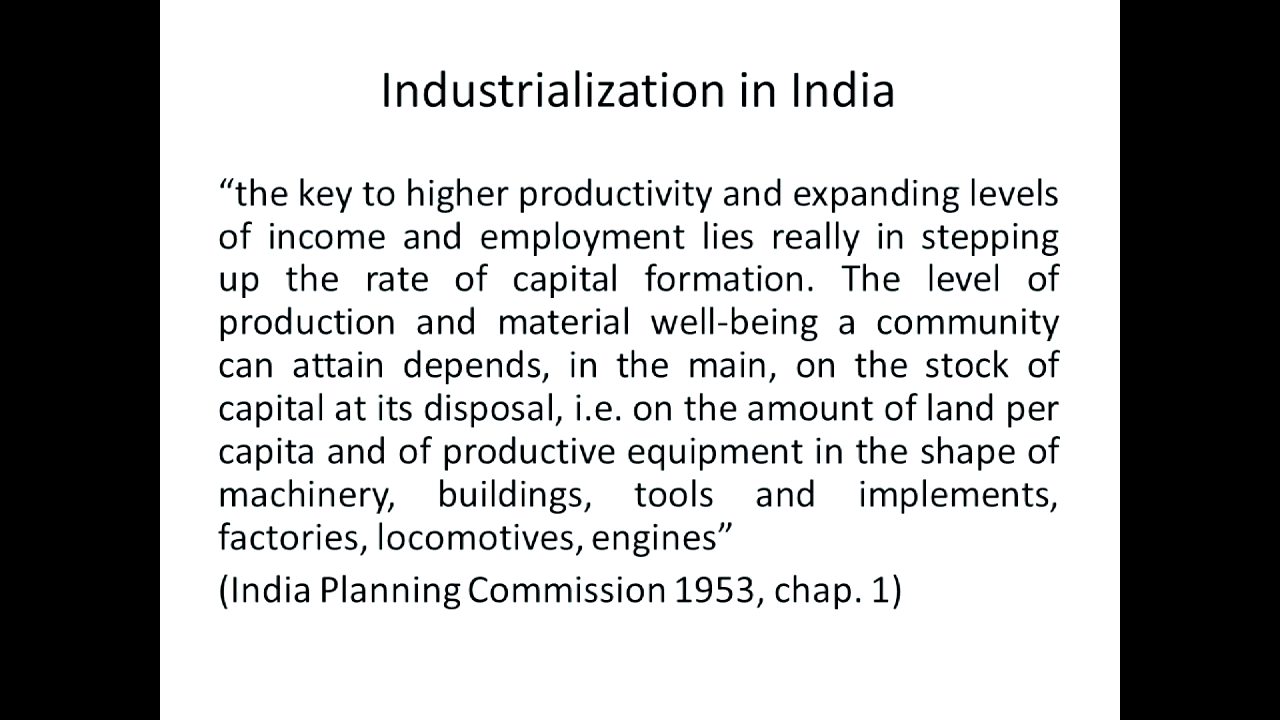 Industrialization in India
“the key to higher productivity and expanding levels
of income and employment lies really in stepping
up the rate of capital formation. The level of
production and material well-being a community
can attain depends, in the main, on the stock of
capital at its disposal, i.e. on the amount of land per
capita and of productive equipment in the shape of
machinery, buildings, tools and implements,
factories, locomotives, engines”
(India Planning Commission 1953, chap. 1)